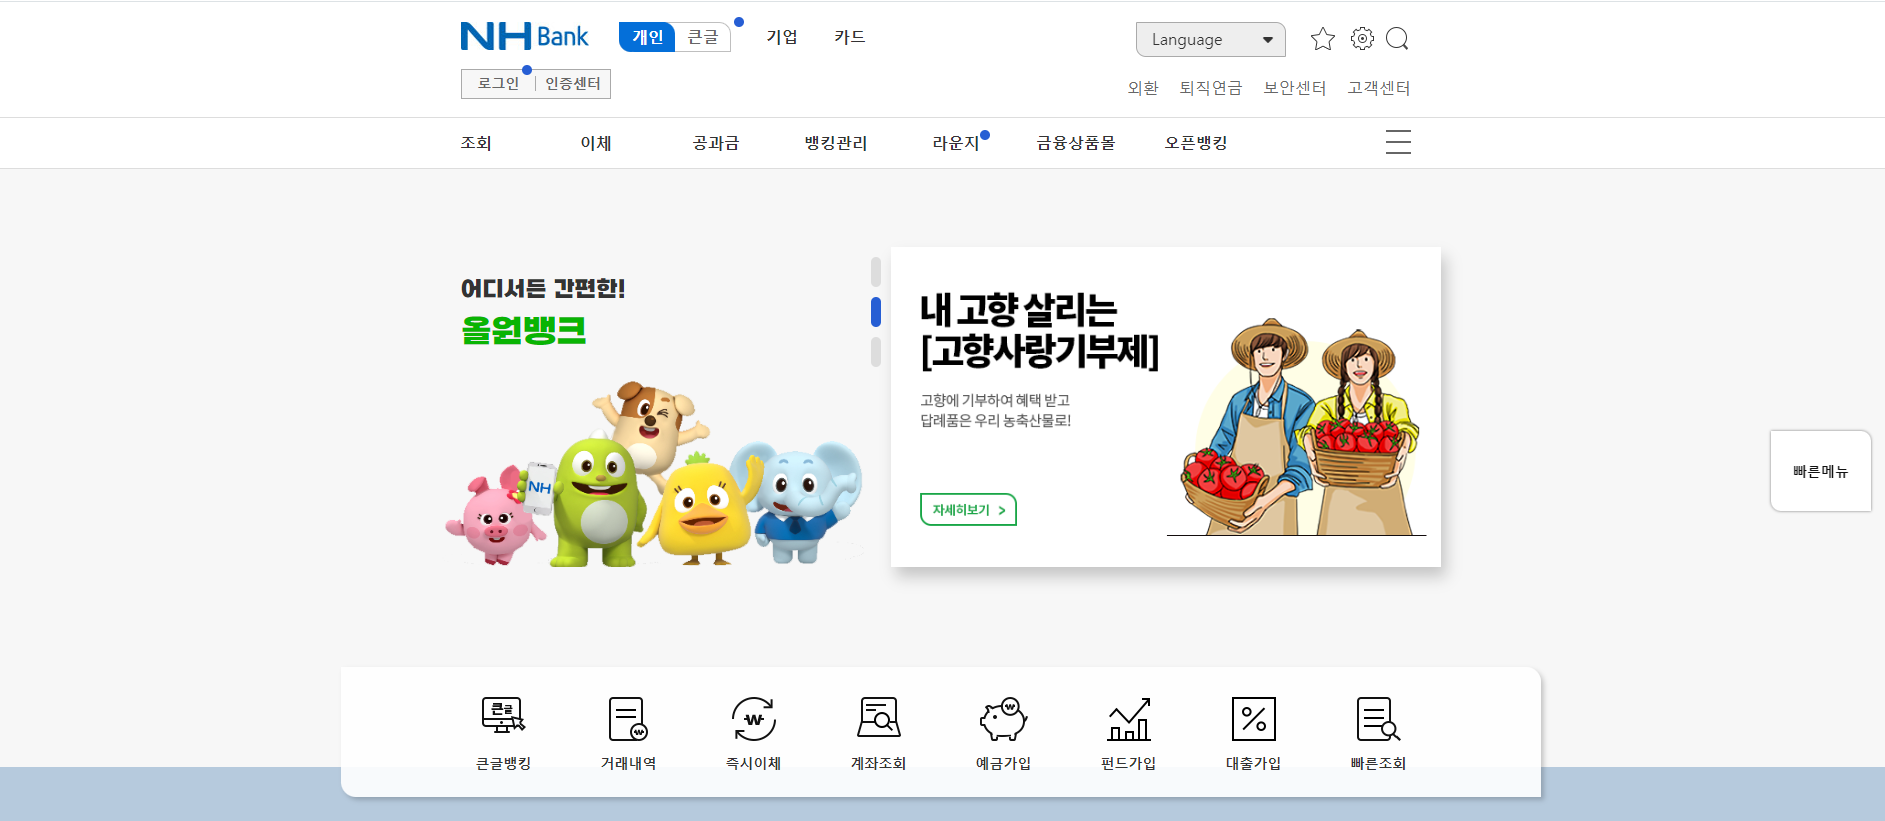 NH Bank
개인 큰글 기업 카드
Language
로그인 인증센터
외환 퇴직연금 보안센터 고객센터
조회 이체 공과금 뱅킹관리 라운지 금융상품몰 오픈뱅킹
어디서든 간편한!
올원뱅크
NH
내 고향 살리는
[고향사랑기부제]
고향에 기부하여 혜택 받고
답례품은 우리 농축산물로!
자세히보기 >
빠른메뉴
큰글
₩
₩
₩
%
큰글뱅킹 거래내역 즉시이체 계좌조회 예금가입 펀드가입 대출가입 빠른조회